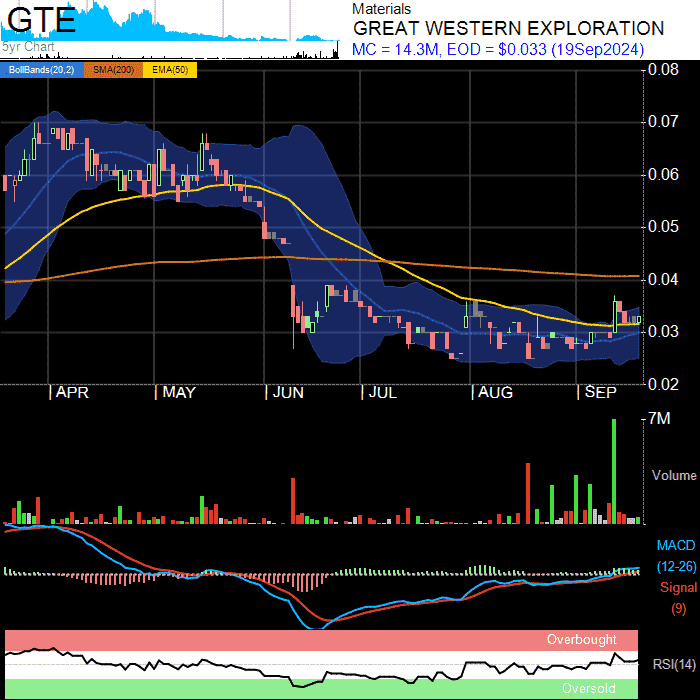 GTE
5yr Chart
Materials
GREAT WESTERN EXPLORATION
MC = 14.3M, EOD = $0.033 (19Sep2024)
BollBands(20,2) SMA(200) EMA(50)
0.08
0.07
0.06
0.05
0.04
0.03
0.02
APR MAY JUN JUL AUG SEP
7M
Volume
MACD
(12-26)
Signal
(9)
Overbought
RSI(14)
Oversold